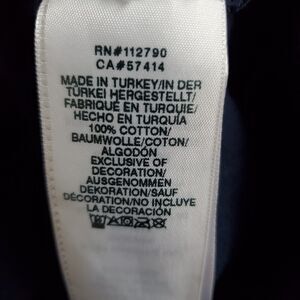 RN#112790
CA#57414
MADE IN TURKEY/IN DER
TÜRKEI HERGESTELLT/
FABRIQUÉ EN TURQUIE/
HECHO EN TURQUÍA
100% COTTON/
BAUMWOLLE/COTON/
ALGODÓN
EXCLUSIVE OF
DECORATION/
AUSGENOMMEN
DEKORATION/SAUF
DÉCORATION/NO INCLUYE
LA DECORACIÓN